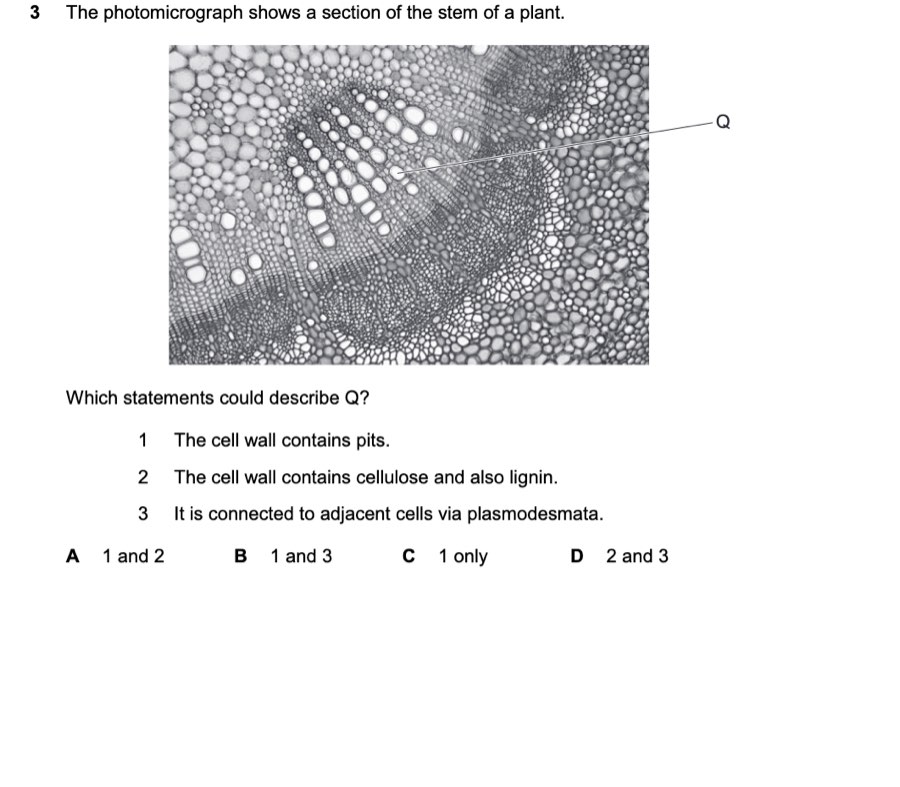 3 The photomicrograph shows a section of the stem of a plant.
Q
Which statements could describe Q?
1 The cell wall contains pits.
2 The cell wall contains cellulose and also lignin.
3 It is connected to adjacent cells via plasmodesmata.
A 1 and 2 B 1 and 3 C 1 only D 2 and 3